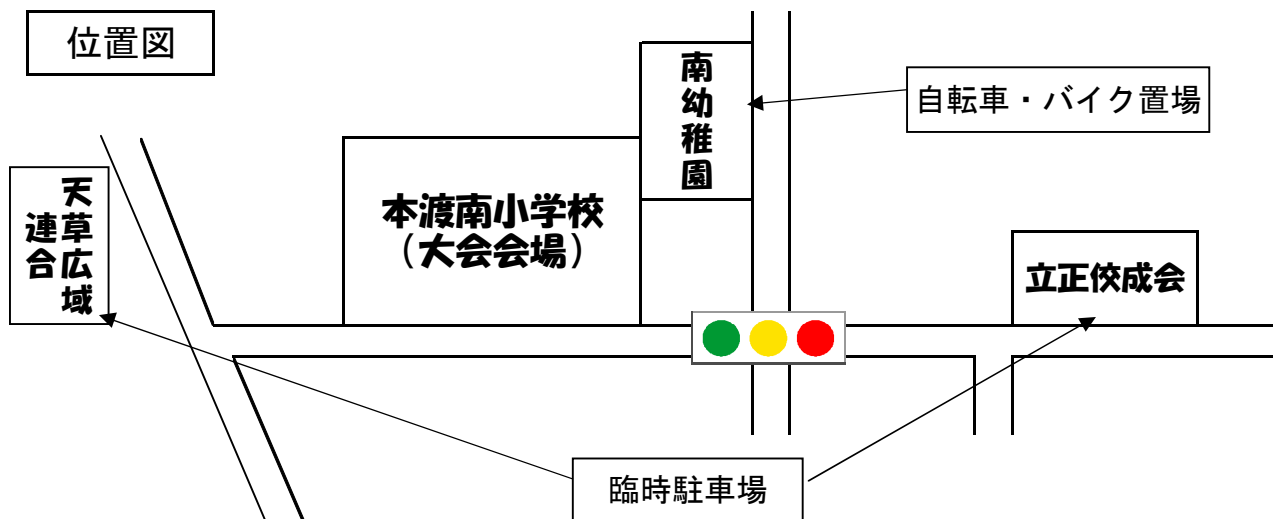 位置図
南幼稚園
自転車・バイク置場
本渡南小学校
（大会会場）
天草広域
連合
立正佼成会
臨時駐車場